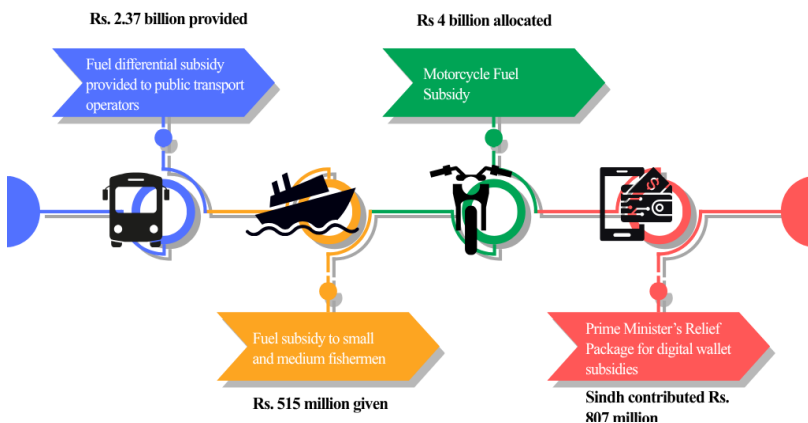 Rs. 2.37 billion provided
Fuel differential subsidy
provided to public transport
operators
Rs 4 billion allocated
Motorcycle Fuel
Subsidy
Fuel subsidy to small
and medium fishermen
Rs. 515 million given
Prime Minister's Relief
Package for digital wallet
subsidies
Sindh contributed Rs.
807 million